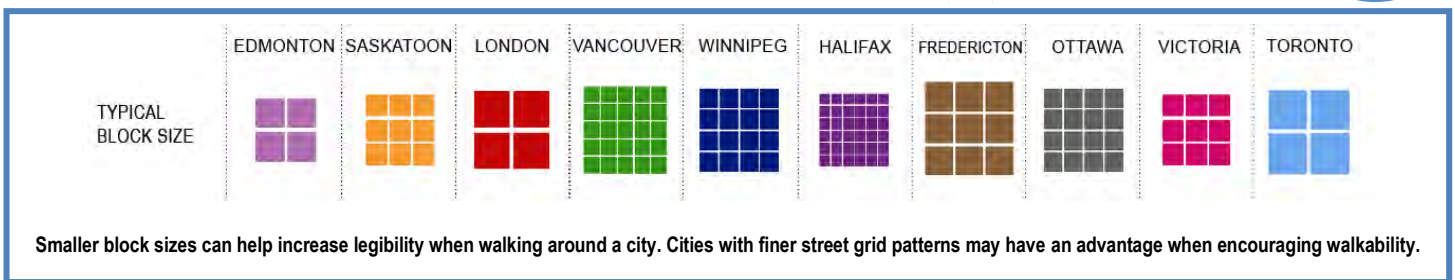 EDMONTON SASKATOON LONDON VANCOUVER WINNIPEG HALIFAX FREDERICTON OTTAWA VICTORIA TORONTO
TYPICAL
BLOCK SIZE
Smaller block sizes can help increase legibility when walking around a city. Cities with finer street grid patterns may have an advantage when encouraging walkability.